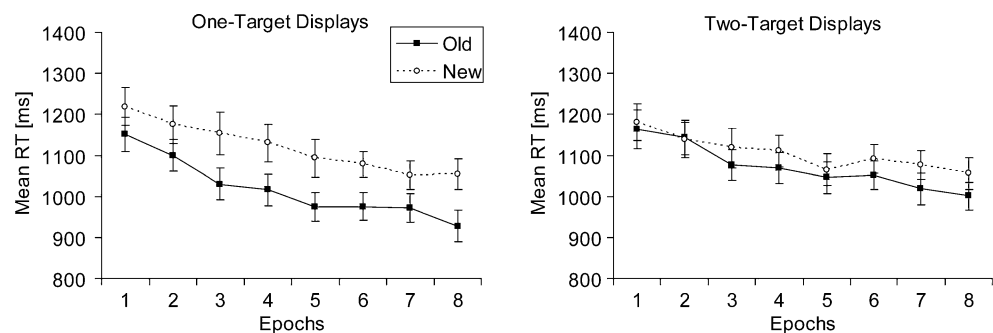 One-Target Displays
Mean RT [ms]
1400
1300
1200
1100
1000
900
800
1 2 3 4 5 6 7 8
Epochs
Old
New
Two-Target Displays
Mean RT [ms]
1400
1300
1200
1100
1000
900
800
1 2 3 4 5 6 7 8
Epochs